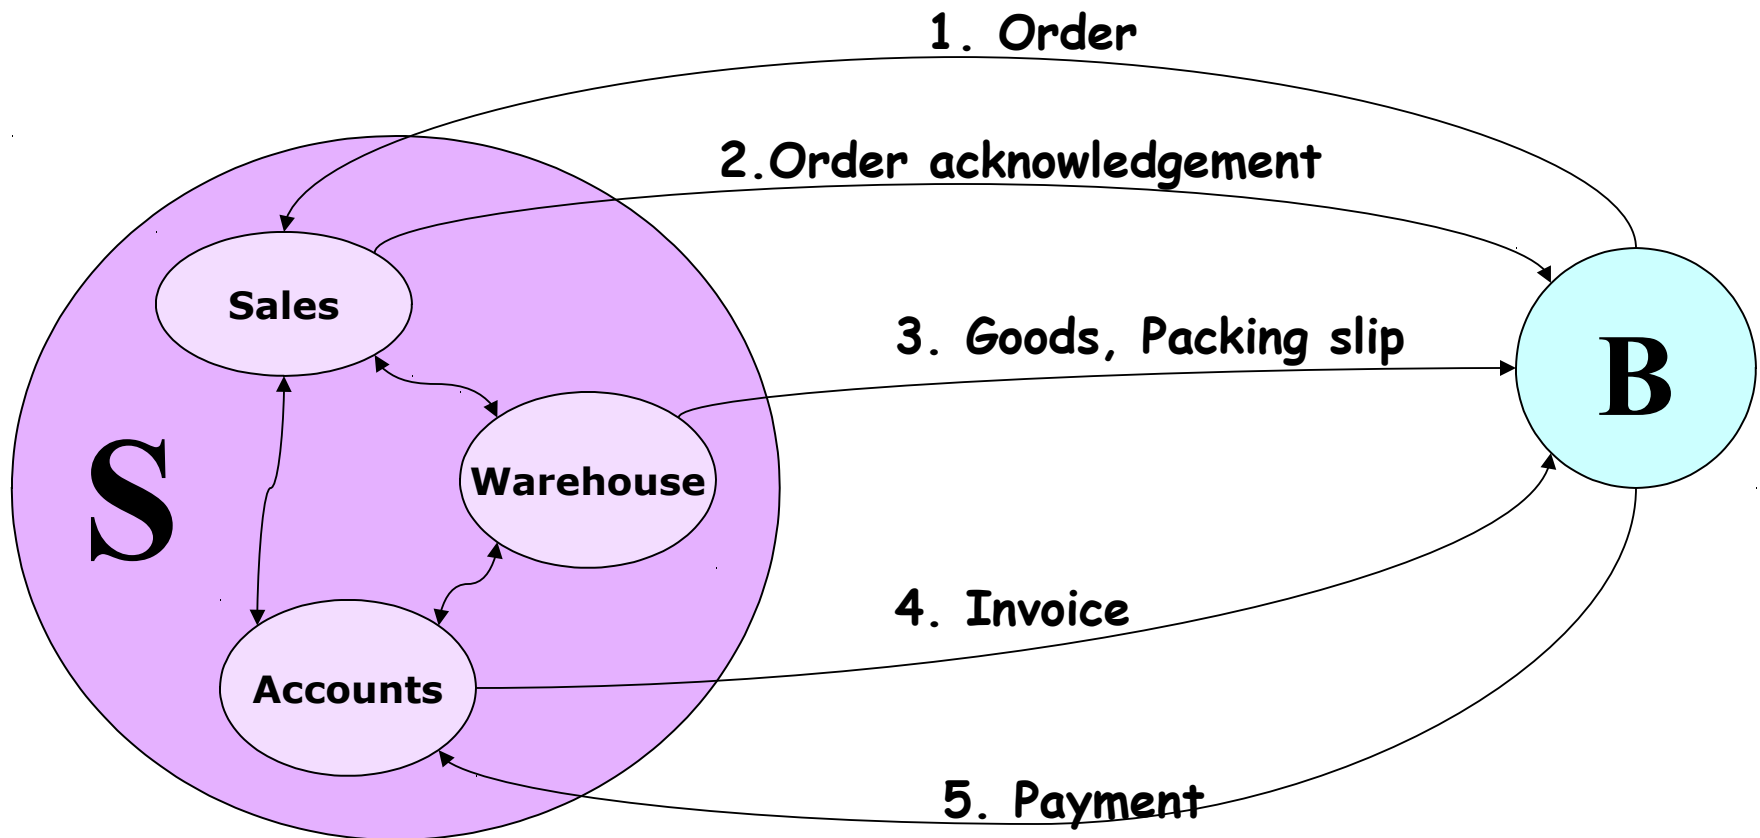 1. Order
2.Order acknowledgement
Sales
3. Goods, Packing slip
B
S
Warehouse
4. Invoice
Accounts
5. Payment